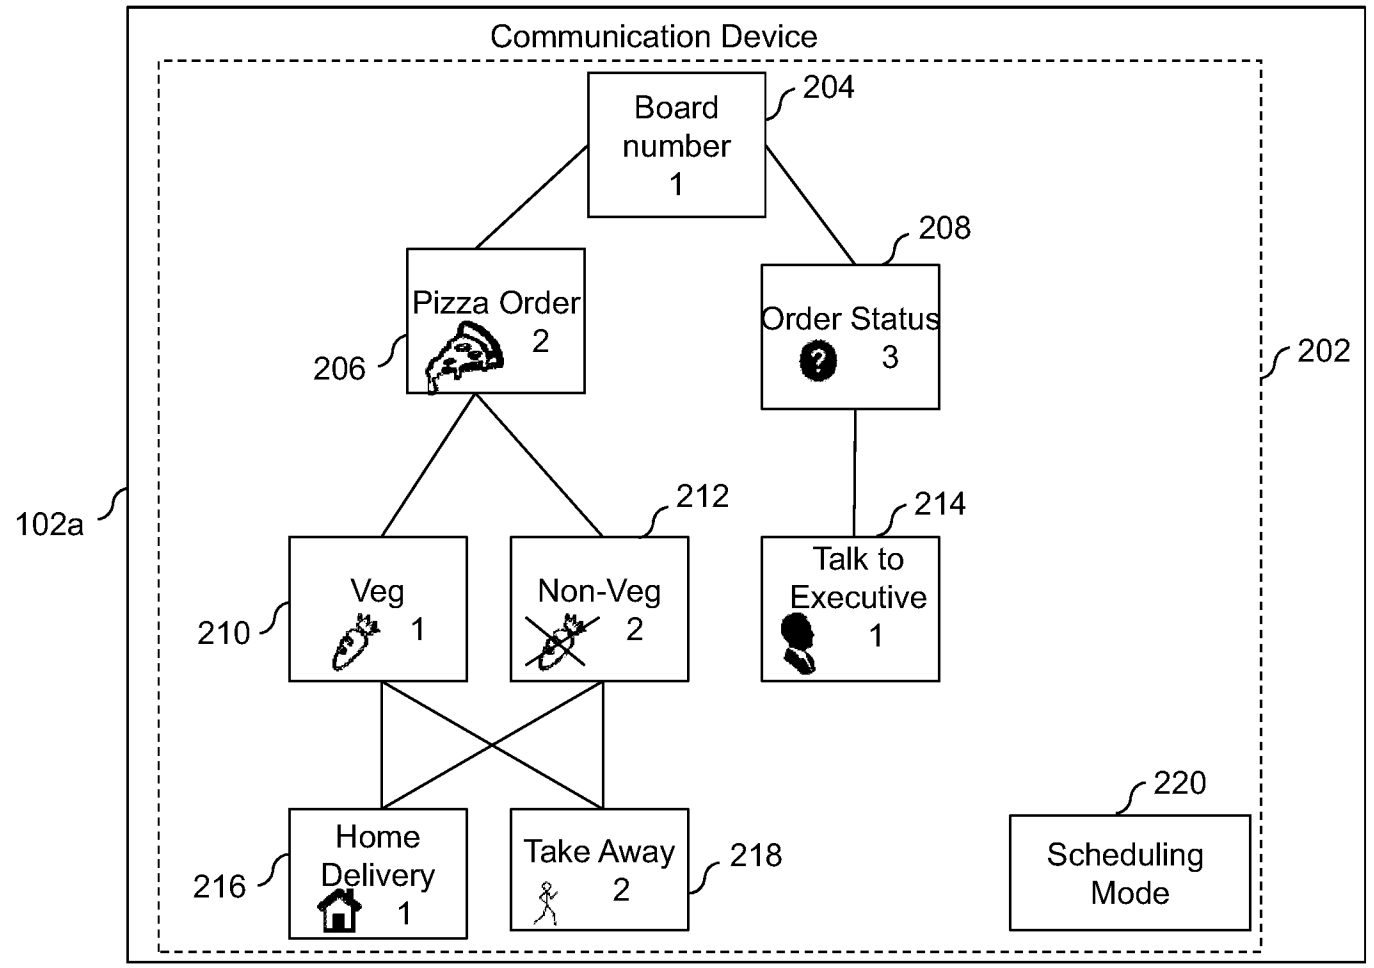 Communication Device
204
Board
number
1
208
Pizza Order
2
206
Order Status
? 3
202
102a
212
214
Veg
1
210
Non-Veg
2
Talk to
Executive
1
220
Home
Delivery
1
216
Take Away
2
218
Scheduling
Mode